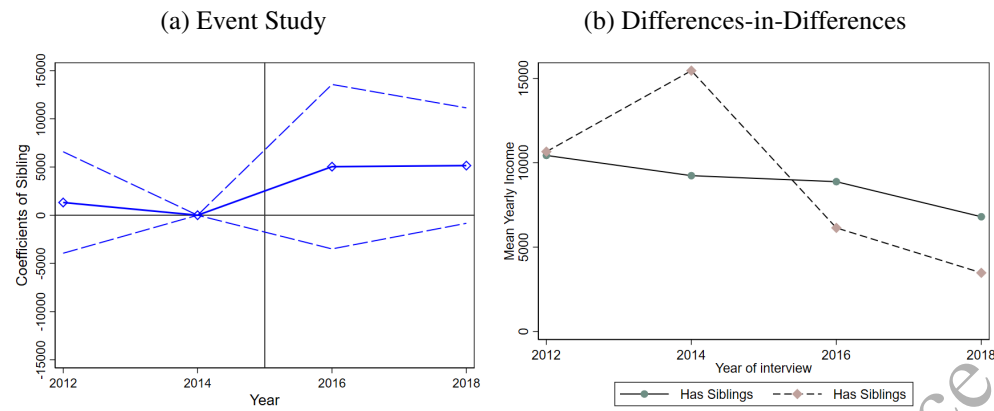 (a) Event Study
Coefficients of Sibling
15000
10000
5000
0
-5000
-10000
-15000
2012 2014 2016 2018
Year
(b) Differences-in-Differences
Mean Yearly Income
15000
10000
5000
0
2012 2014 2016 2018
Year of interview
Has Siblings Has Siblings